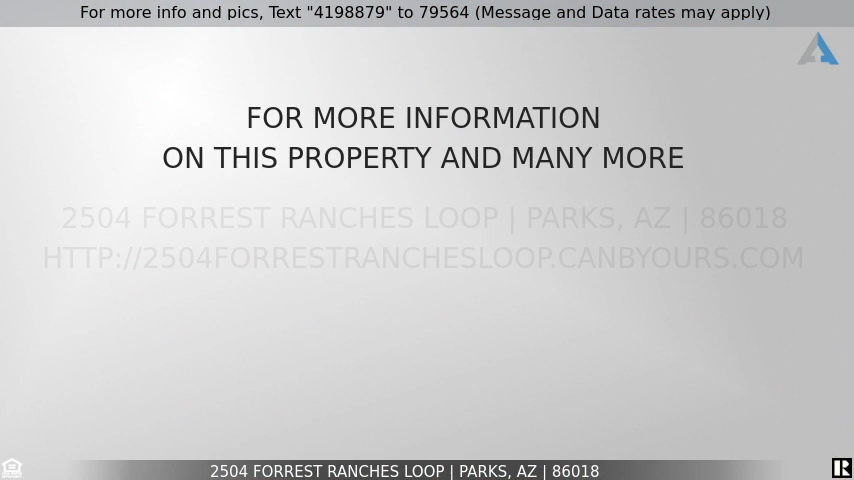 For more info and pics, Text "4198879" to 79564 (Message and Data rates may apply)
FOR MORE INFORMATION
ON THIS PROPERTY AND MANY MORE
2504 FORREST RANCHES LOOP | PARKS, AZ | 86018
HTTP://2504FORRESTRANCHESLOOP.CANBYOURS.COM
2504 FORREST RANCHES LOOP | PARKS, AZ | 86018